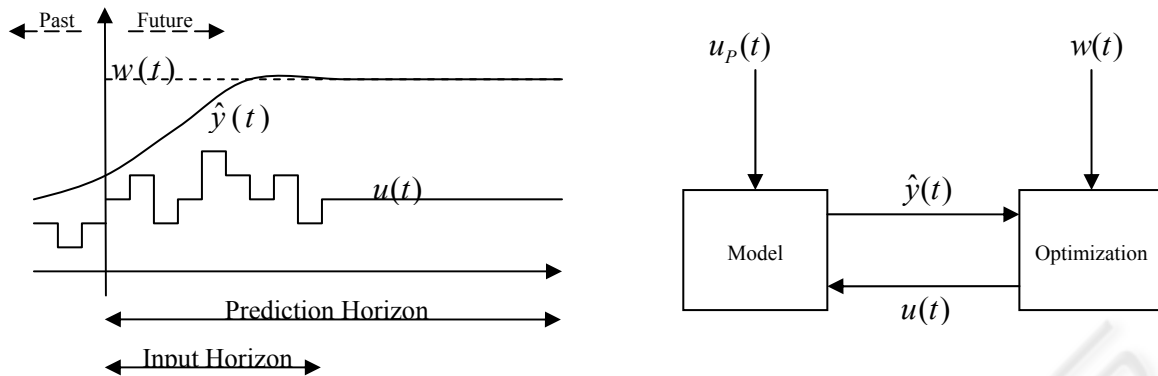 Past
Future
w(t)
ŷ(t)
u(t)
Prediction Horizon
Input Horizon
u_P(t)
w(t)
Model
ŷ(t)
u(t)
Optimization